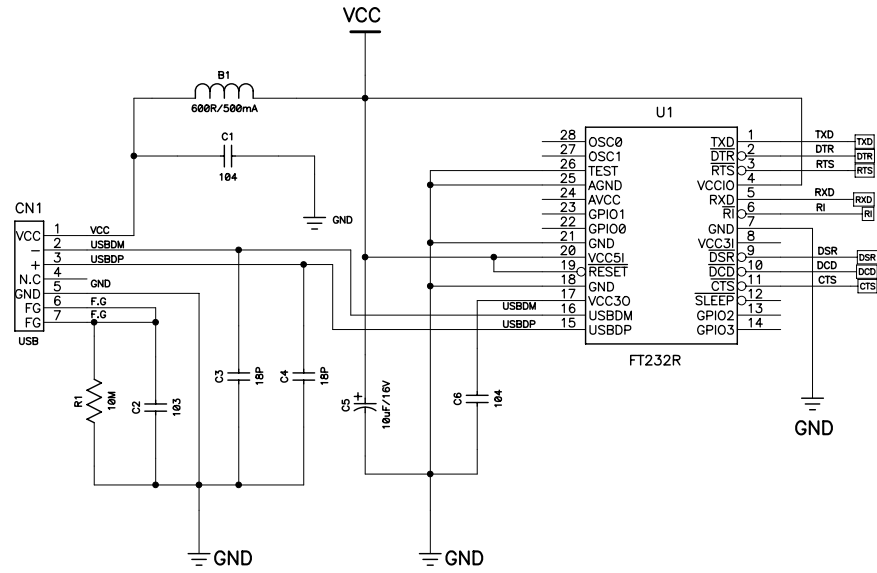 VCC
B1
600R/500mA
C1
104
GND
CN1
VCC 1 VCC
- 2 USBDM
+ 3 USBDP
N.C 4
GND 5 GND
FG 6 F.G
FG 7 F.G
USB
R1
10M
C2
103
C3
18P
C4
18P
C5
+
10uF/16V
C6
104
USBDM
USBDP
U1
28 OSC0
27 OSC1
26 TEST
25 AGND
24 AVCC
23 GPIO1
22 GPIO0
21 GND
20 VCC5I
19 RESET
18 GND
17 VCC3O
16 USBDM
15 USBDP
TXD 1 TXD TXD
DTR 2 DTR DTR
RTS 3 RTS RTS
VCCIO 4
RXD 5 RXD RXD
RI 6 RI RI
GND 7
VCC3I 8
DSR 9 DSR DSR
DCD 10 DCD DCD
CTS 11 CTS CTS
SLEEP 12
GPIO2 13
GPIO3 14
FT232R
GND
GND
GND